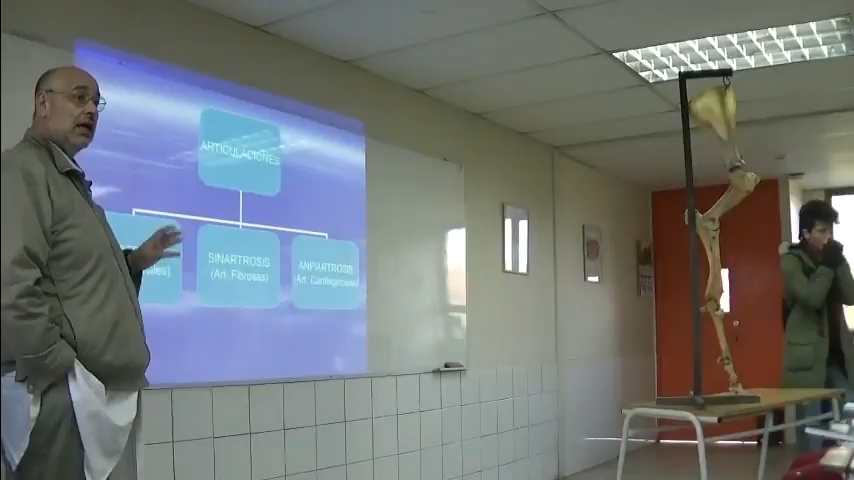 ARTICULACIONES
SINARTROSIS
(Art. Fibrosas)
ANFIARTROSIS
(Art. Cartilaginosas)